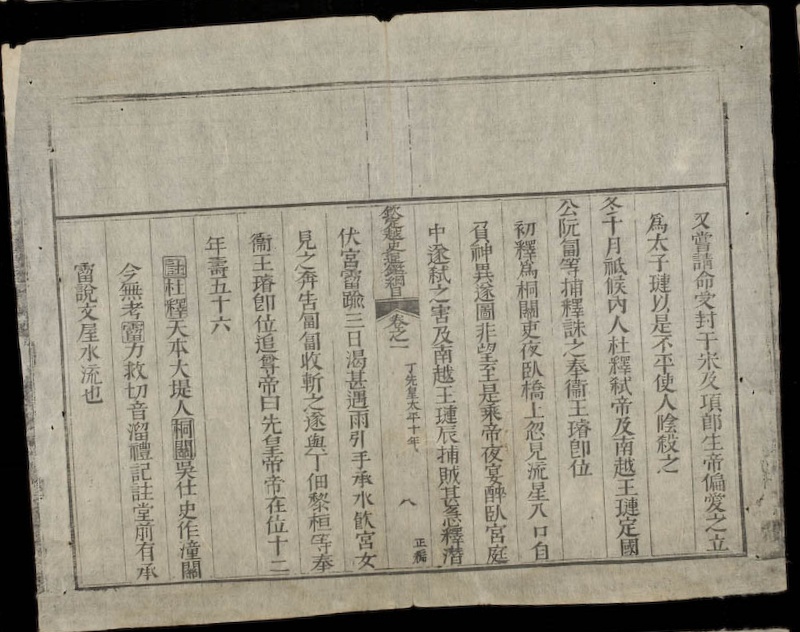 又嘗請命受封于宋及項郎生帝偏愛之立
爲太子璉以是不平使人陰殺之
冬十月祗候內人杜釋弒帝及南越王璉定國
公阮匐等捕釋誅之奉衞王璿卽位
初釋爲桐關吏夜臥橋上忽見流星入口自
負神異遂圖非望至是乘帝夜宴醉臥宮庭
中遂弒之害及南越王璉辰捕賊甚急釋潛
欽定越史通鑑綱目 卷之一 丁先皇太平十年 八 正編
伏宮霤踰三日渴甚遇雨引手承水飮宮女
見之奔告匐匐收斬之遂與丁佃黎桓等奉
衞王璿卽位追尊帝曰先皇帝帝在位十二
年壽五十六
註杜釋天本大堤人桐關吳仕史作潼關
今無考霤力救切音溜禮記註堂前有承
霤說文屋水流也